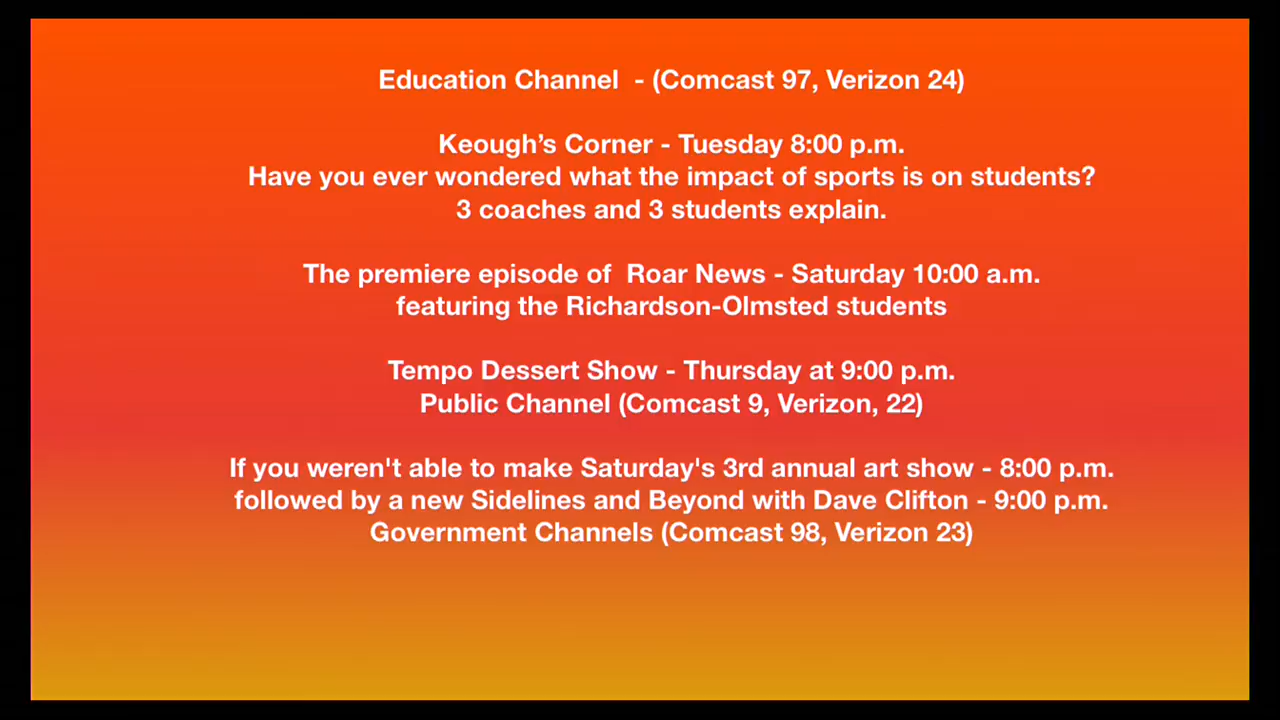 Education Channel  - (Comcast 97, Verizon 24)
Keough’s Corner - Tuesday 8:00 p.m.
Have you ever wondered what the impact of sports is on students?
3 coaches and 3 students explain.
The premiere episode of  Roar News - Saturday 10:00 a.m.
featuring the Richardson-Olmsted students
Tempo Dessert Show - Thursday at 9:00 p.m.
Public Channel (Comcast 9, Verizon, 22)
If you weren't able to make Saturday's 3rd annual art show - 8:00 p.m.
followed by a new Sidelines and Beyond with Dave Clifton - 9:00 p.m.
Government Channels (Comcast 98, Verizon 23)